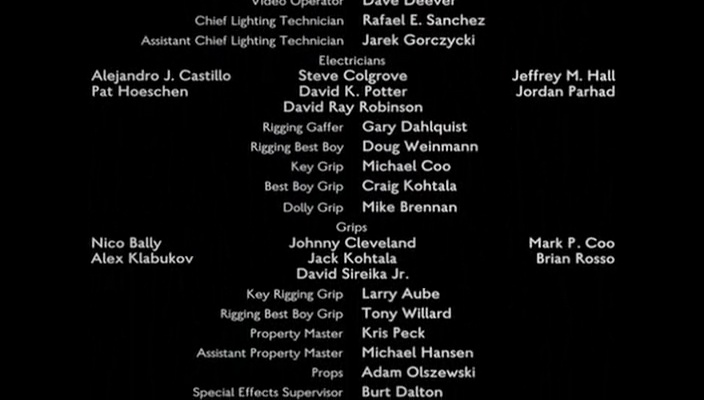 Video Operator Dave Deever
Chief Lighting Technician Rafael E. Sanchez
Assistant Chief Lighting Technician Jarek Gorczycki
Electricians
Alejandro J. Castillo Steve Colgrove Jeffrey M. Hall
Pat Hoeschen David K. Potter Jordan Parhad
David Ray Robinson
Rigging Gaffer Gary Dahlquist
Rigging Best Boy Doug Weinmann
Key Grip Michael Coo
Best Boy Grip Craig Kohtala
Dolly Grip Mike Brennan
Grips
Nico Bally Johnny Cleveland Mark P. Coo
Alex Klabukov Jack Kohtala Brian Rosso
David Sireika Jr.
Key Rigging Grip Larry Aube
Rigging Best Boy Grip Tony Willard
Property Master Kris Peck
Assistant Property Master Michael Hansen
Props Adam Olszewski
Special Effects Supervisor Burt Dalton